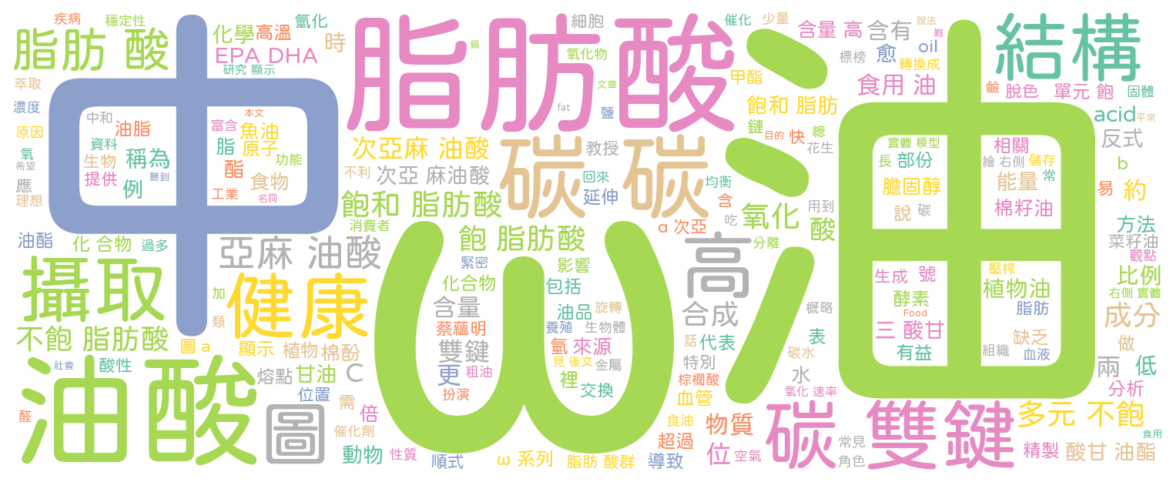 疾病 穩定性 氫化
脂肪 酸
化學 高溫 時
EPA DHA
研究 顯示
萃取
濃度
原因
氧
希望
應
理想
油酯
中
中和
油脂
資料
生物 稱為
提供 例
本文
富含 魚油
脂 原子
酯 功能
食物
工業 聽到
名詞
鍋
脂肪酸
細胞
氧化物
文章
fat
鹽
次亞麻 油酸
次亞 麻油酸
飽和 脂肪酸
消費者
碳 碳
教授
不利 回來
延伸
均衡
含
吃
a 次亞
飽 脂肪酸
化 合物 過多
亞麻 油酸
攝取
加
類
健康
不飽 脂肪酸
圖 a 顯示 植物 棉酚
社會 酸性
熔點 甘油 C
油酸
圖
位置 需 倍
催化劑
醛
動物 性質 順式
ω
緊密 影響
化合物 包括
含量 油品 旋轉
蔡蘊明 養殖 生物體
雙鍵 氫 來源
見 後文 金屬
更 粗油 裡
扮演 交換
ω 系列 脂肪 酸群 導致
高
合成
話 代表
特別
棕櫚酸
血管
食油 物質
超過
位 空氣
油
催化 少量
甲酯
飽和 脂肪
鏈 目的 快 總
花生
氧化 酸
用到
分離
概略
表
碳水
水
氧化 速率
含量 高 含有
標榜 愈 oil
轉換成
食用 油
說法
難
結構
鹼 脫色 單元 飽 固體
acid 平常
反式
b
易 約
實體 模型
長 部份
膽固醇
說 碳
相關
繪 右側 儲存
能量 常
棉籽油
生成 號
酵素
Food
三 酸甘
有益
壓榨
植物油
脂肪
缺乏
組織 血液
方法
菜籽油
觀點
比例
右側 實體
成分
做
兩 低
分析
碳 雙鍵
常見
角色
多元 不飽
食用
精製 酸甘 油酯